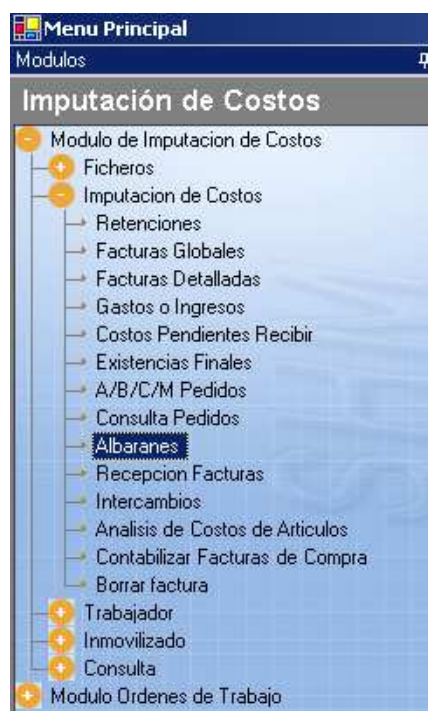 Menu Principal
Modulos
Imputación de Costos
Modulo de Imputacion de Costos
Ficheros
Imputacion de Costos
Retenciones
Facturas Globales
Facturas Detalladas
Gastos o Ingresos
Costos Pendientes Recibir
Existencias Finales
A/B/C/M Pedidos
Consulta Pedidos
Albaranes
Recepcion Facturas
Intercambios
Analisis de Costos de Articulos
Contabilizar Facturas de Compra
Borrar factura
Trabajador
Inmovilizado
Consulta
Modulo Ordenes de Trabajo